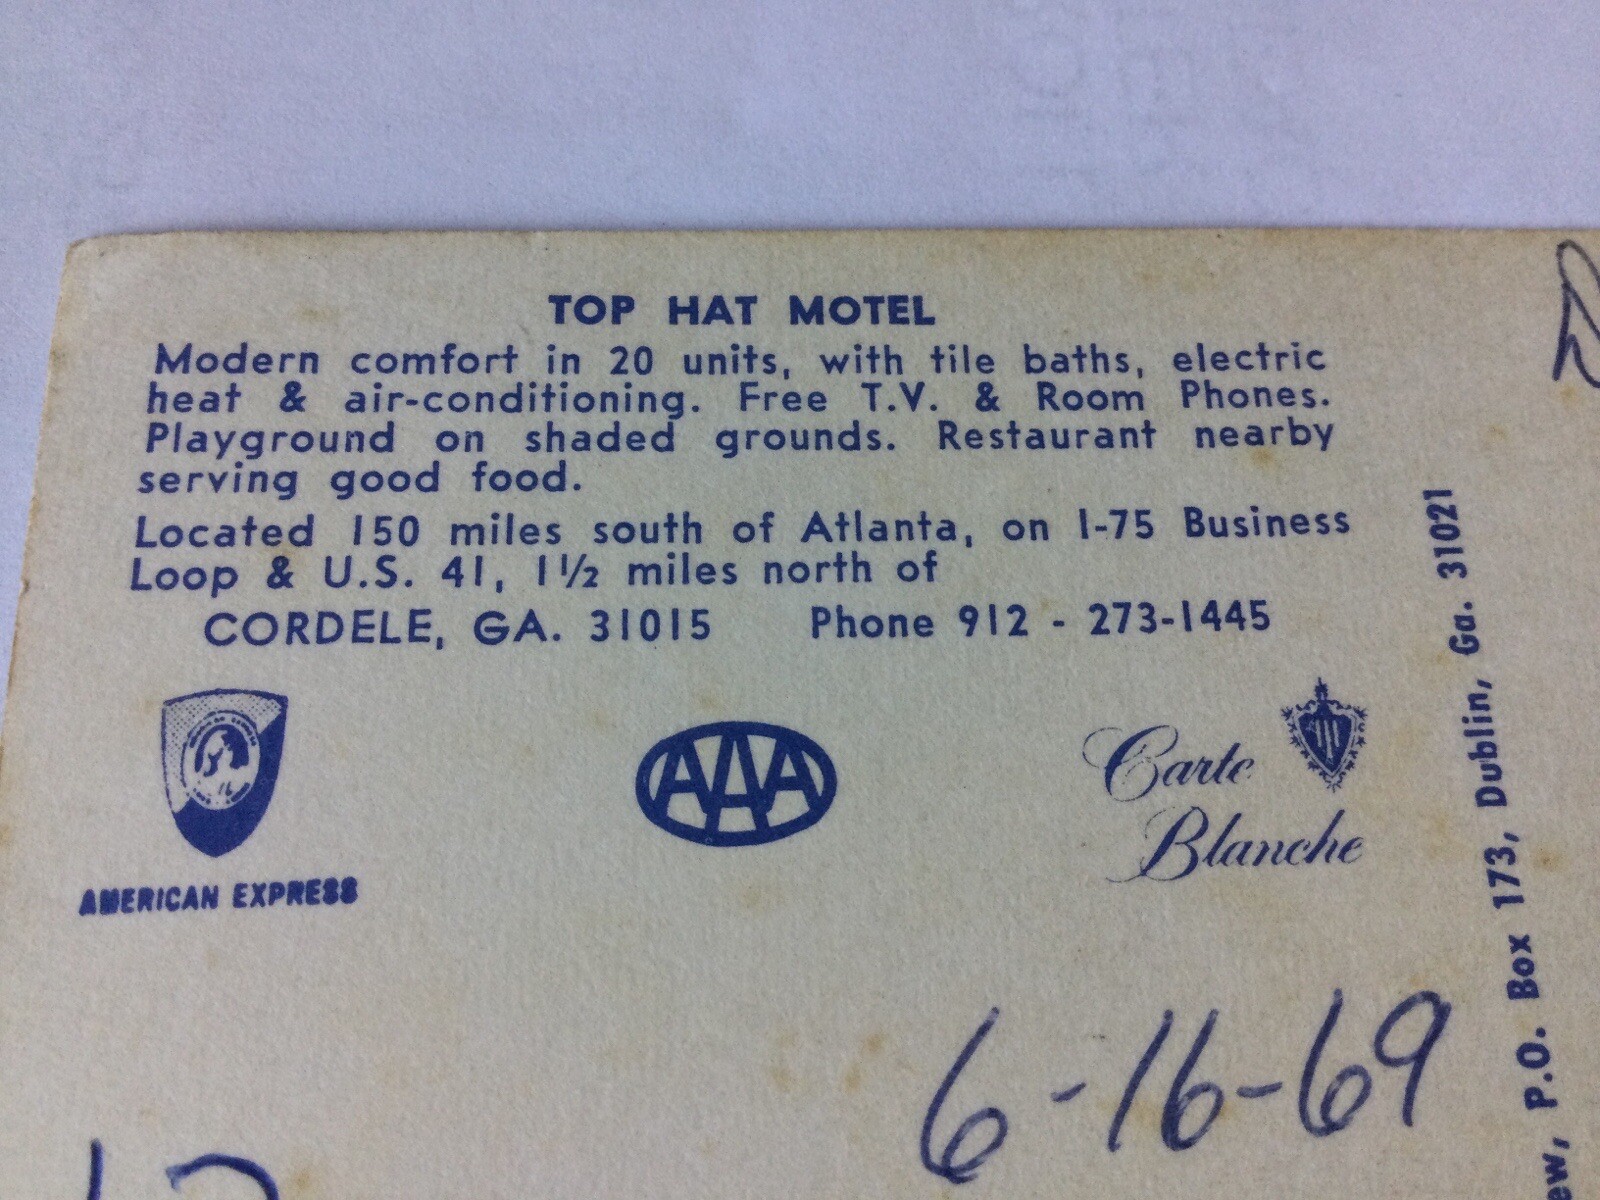 TOP HAT MOTEL
Modern comfort in 20 units, with tile baths, electric
heat & air-conditioning. Free T.V. & Room Phones.
Playground on shaded grounds. Restaurant nearby
serving good food.
Located 150 miles south of Atlanta, on I-75 Business
Loop & U.S. 41, 1½ miles north of
CORDELE, GA. 31015 Phone 912 - 273-1445
AMERICAN EXPRESS
AAA
Carte
Blanche
6-16-69
P.O. Box 173, Dublin, Ga. 31021